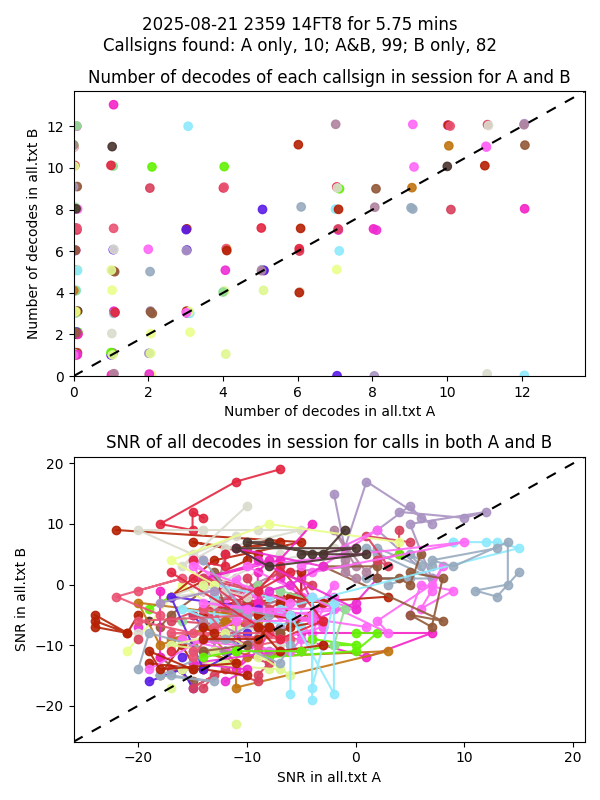 2025-08-21 2359 14FT8 for 5.75 mins
Callsigns found: A only, 10; A&B, 99; B only, 82
Number of decodes of each callsign in session for A and B
12
10
8
6
4
2
0
Number of decodes in all.txt B
0 2 4 6 8 10 12
Number of decodes in all.txt A
SNR of all decodes in session for calls in both A and B
20
10
0
−10
−20
SNR in all.txt B
−20 −10 0 10 20
SNR in all.txt A